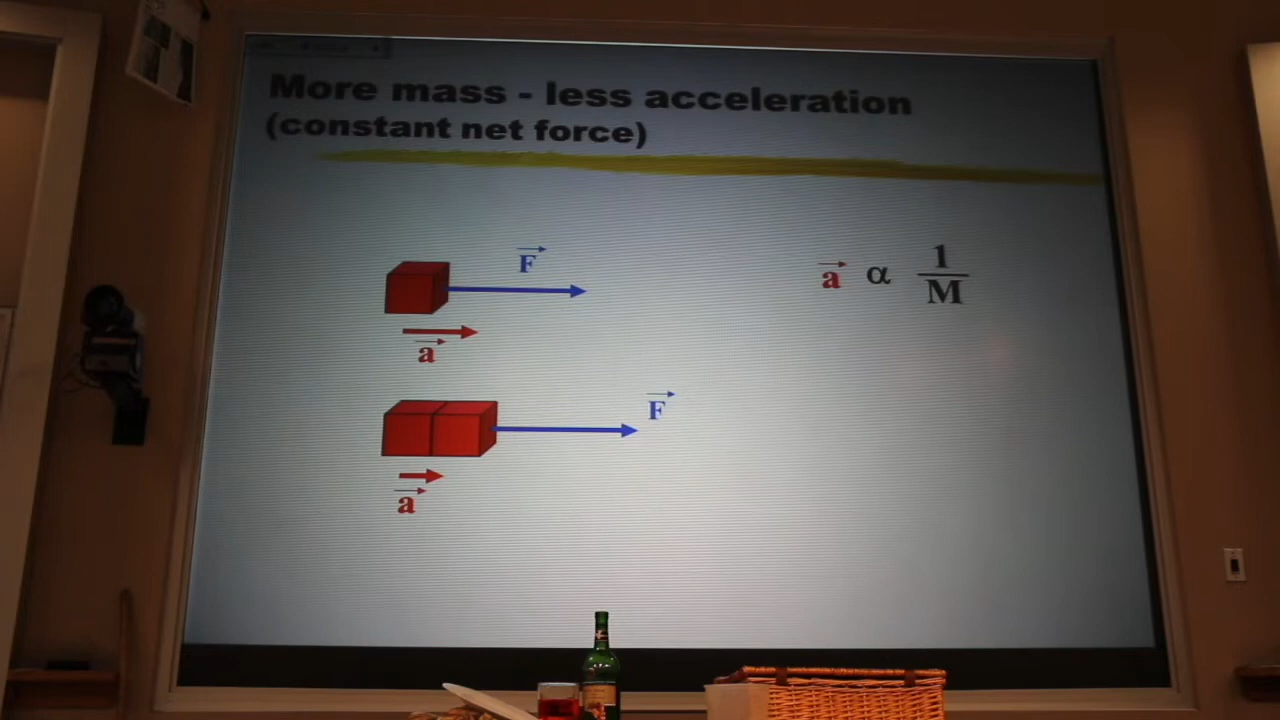 More mass - less acceleration
(constant net force)
F
a
a α 1/M
F
a